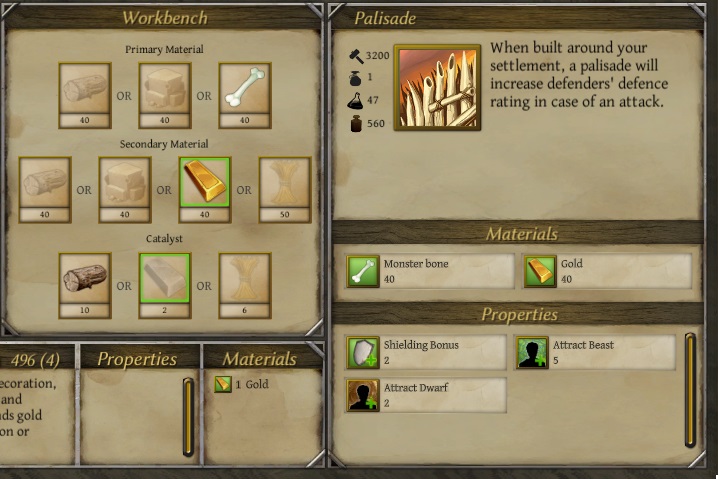 Workbench
Primary Material
OR
OR
40
40
40
Secondary Material
OR
OR
OR
40
40
40
50
Catalyst
OR
OR
10
2
6
496 (4)
ecoration,
and
ds gold
on or
Properties
Materials
1 Gold
Palisade
3200
1
47
560
When built around your
settlement, a palisade will
increase defenders' defence
rating in case of an attack.
Materials
Monster bone
40
Gold
40
Properties
Shielding Bonus
2
Attract Beast
5
Attract Dwarf
2